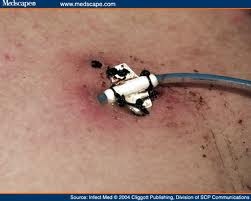 Medscape® www.medscape.com
Source: Infect Med © 2004 Cliggott Publishing, Division of SCP Communications